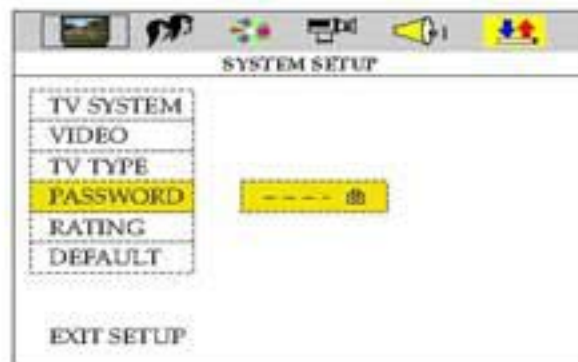 SYSTEM SETUP
TV SYSTEM
VIDEO
TV TYPE
PASSWORD
- - - -
RATING
DEFAULT
EXIT SETUP